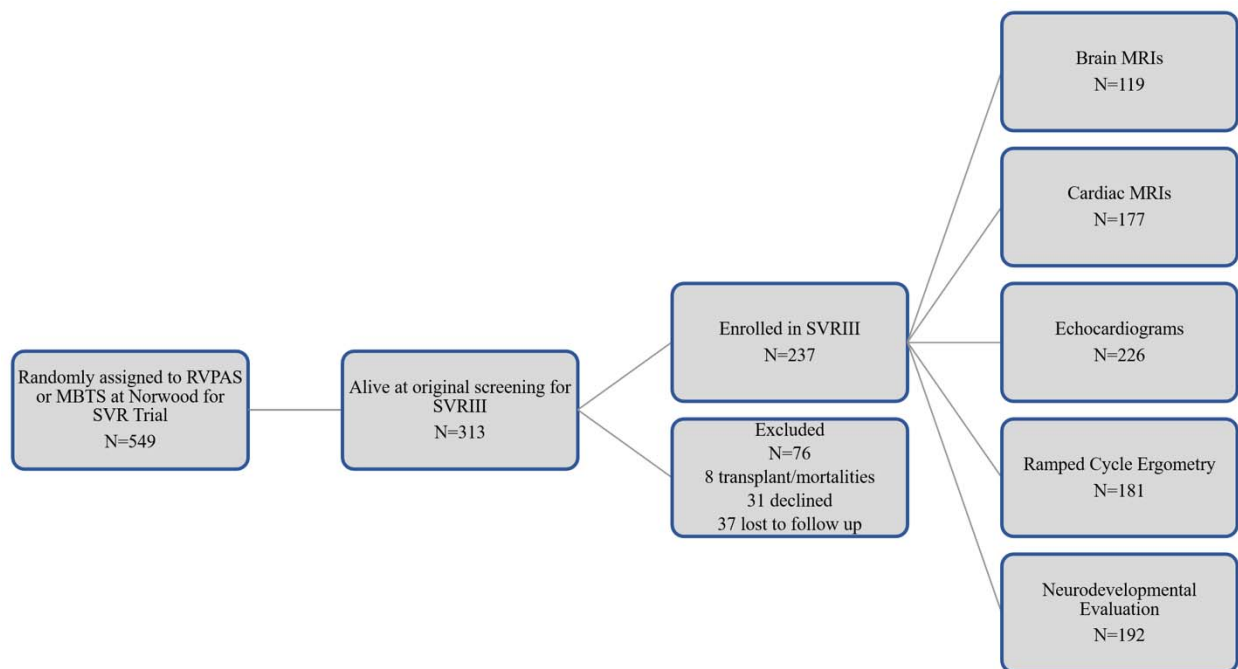 Randomly assigned to RVPAS
or MBTS at Norwood for
SVR Trial
N=549
Alive at original screening for
SVRIII
N=313
Enrolled in SVRIII
N=237
Excluded
N=76
8 transplant/mortalities
31 declined
37 lost to follow up
Brain MRIs
N=119
Cardiac MRIs
N=177
Echocardiograms
N=226
Ramped Cycle Ergometry
N=181
Neurodevelopmental
Evaluation
N=192